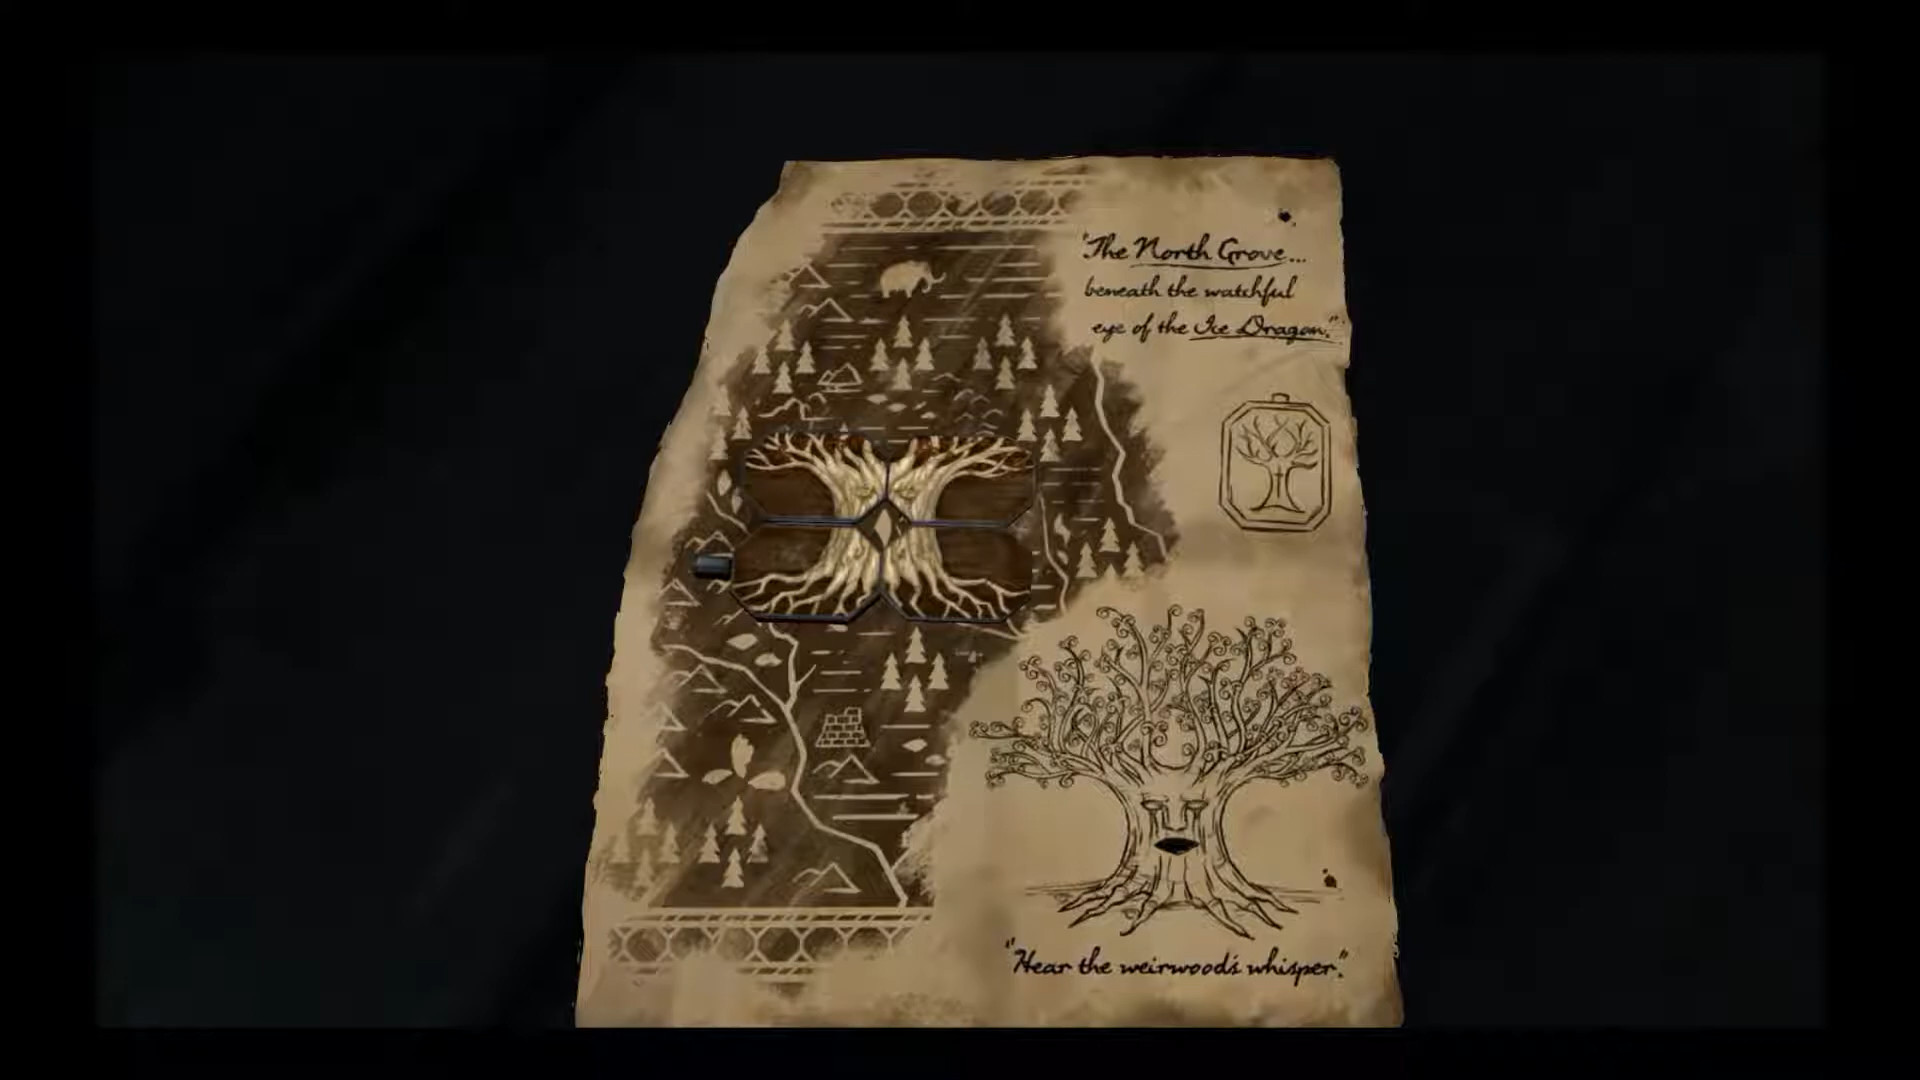 "The North Grove...
beneath the watchful
eye of the Ice Dragon."
"Hear the weirwood's whisper."